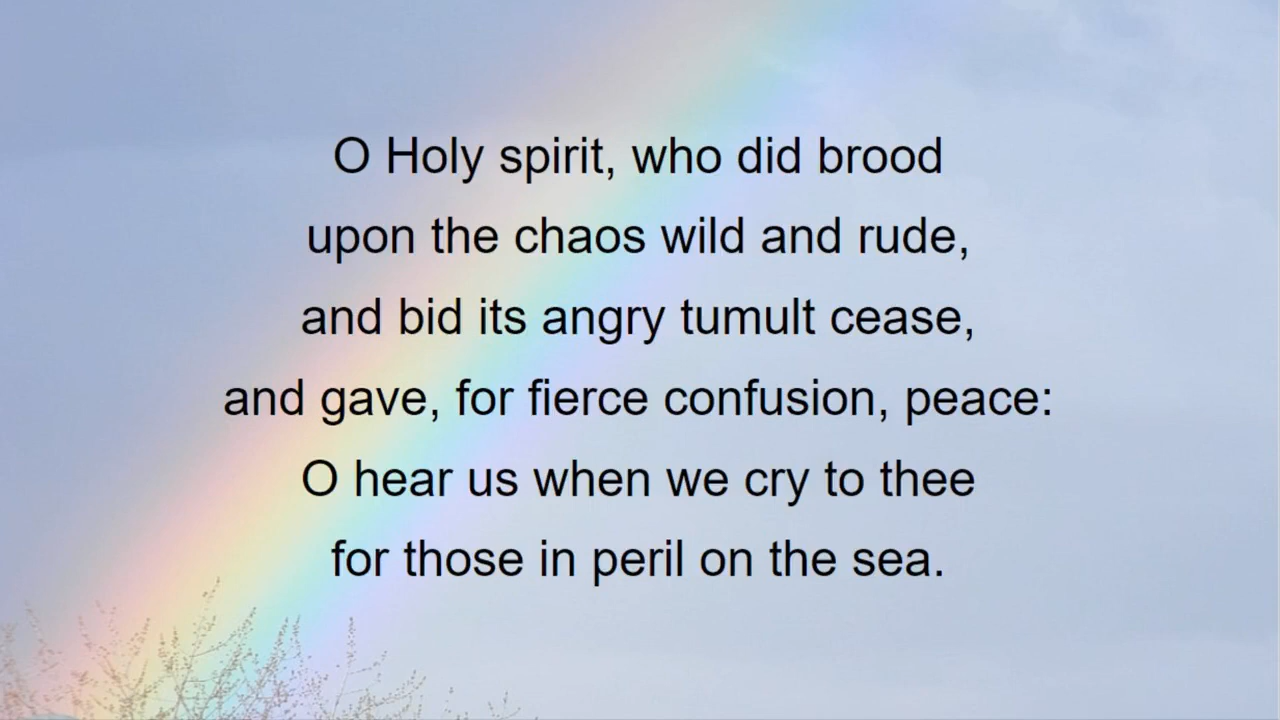 O Holy spirit, who did brood
upon the chaos wild and rude,
and bid its angry tumult cease,
and gave, for fierce confusion, peace:
O hear us when we cry to thee
for those in peril on the sea.